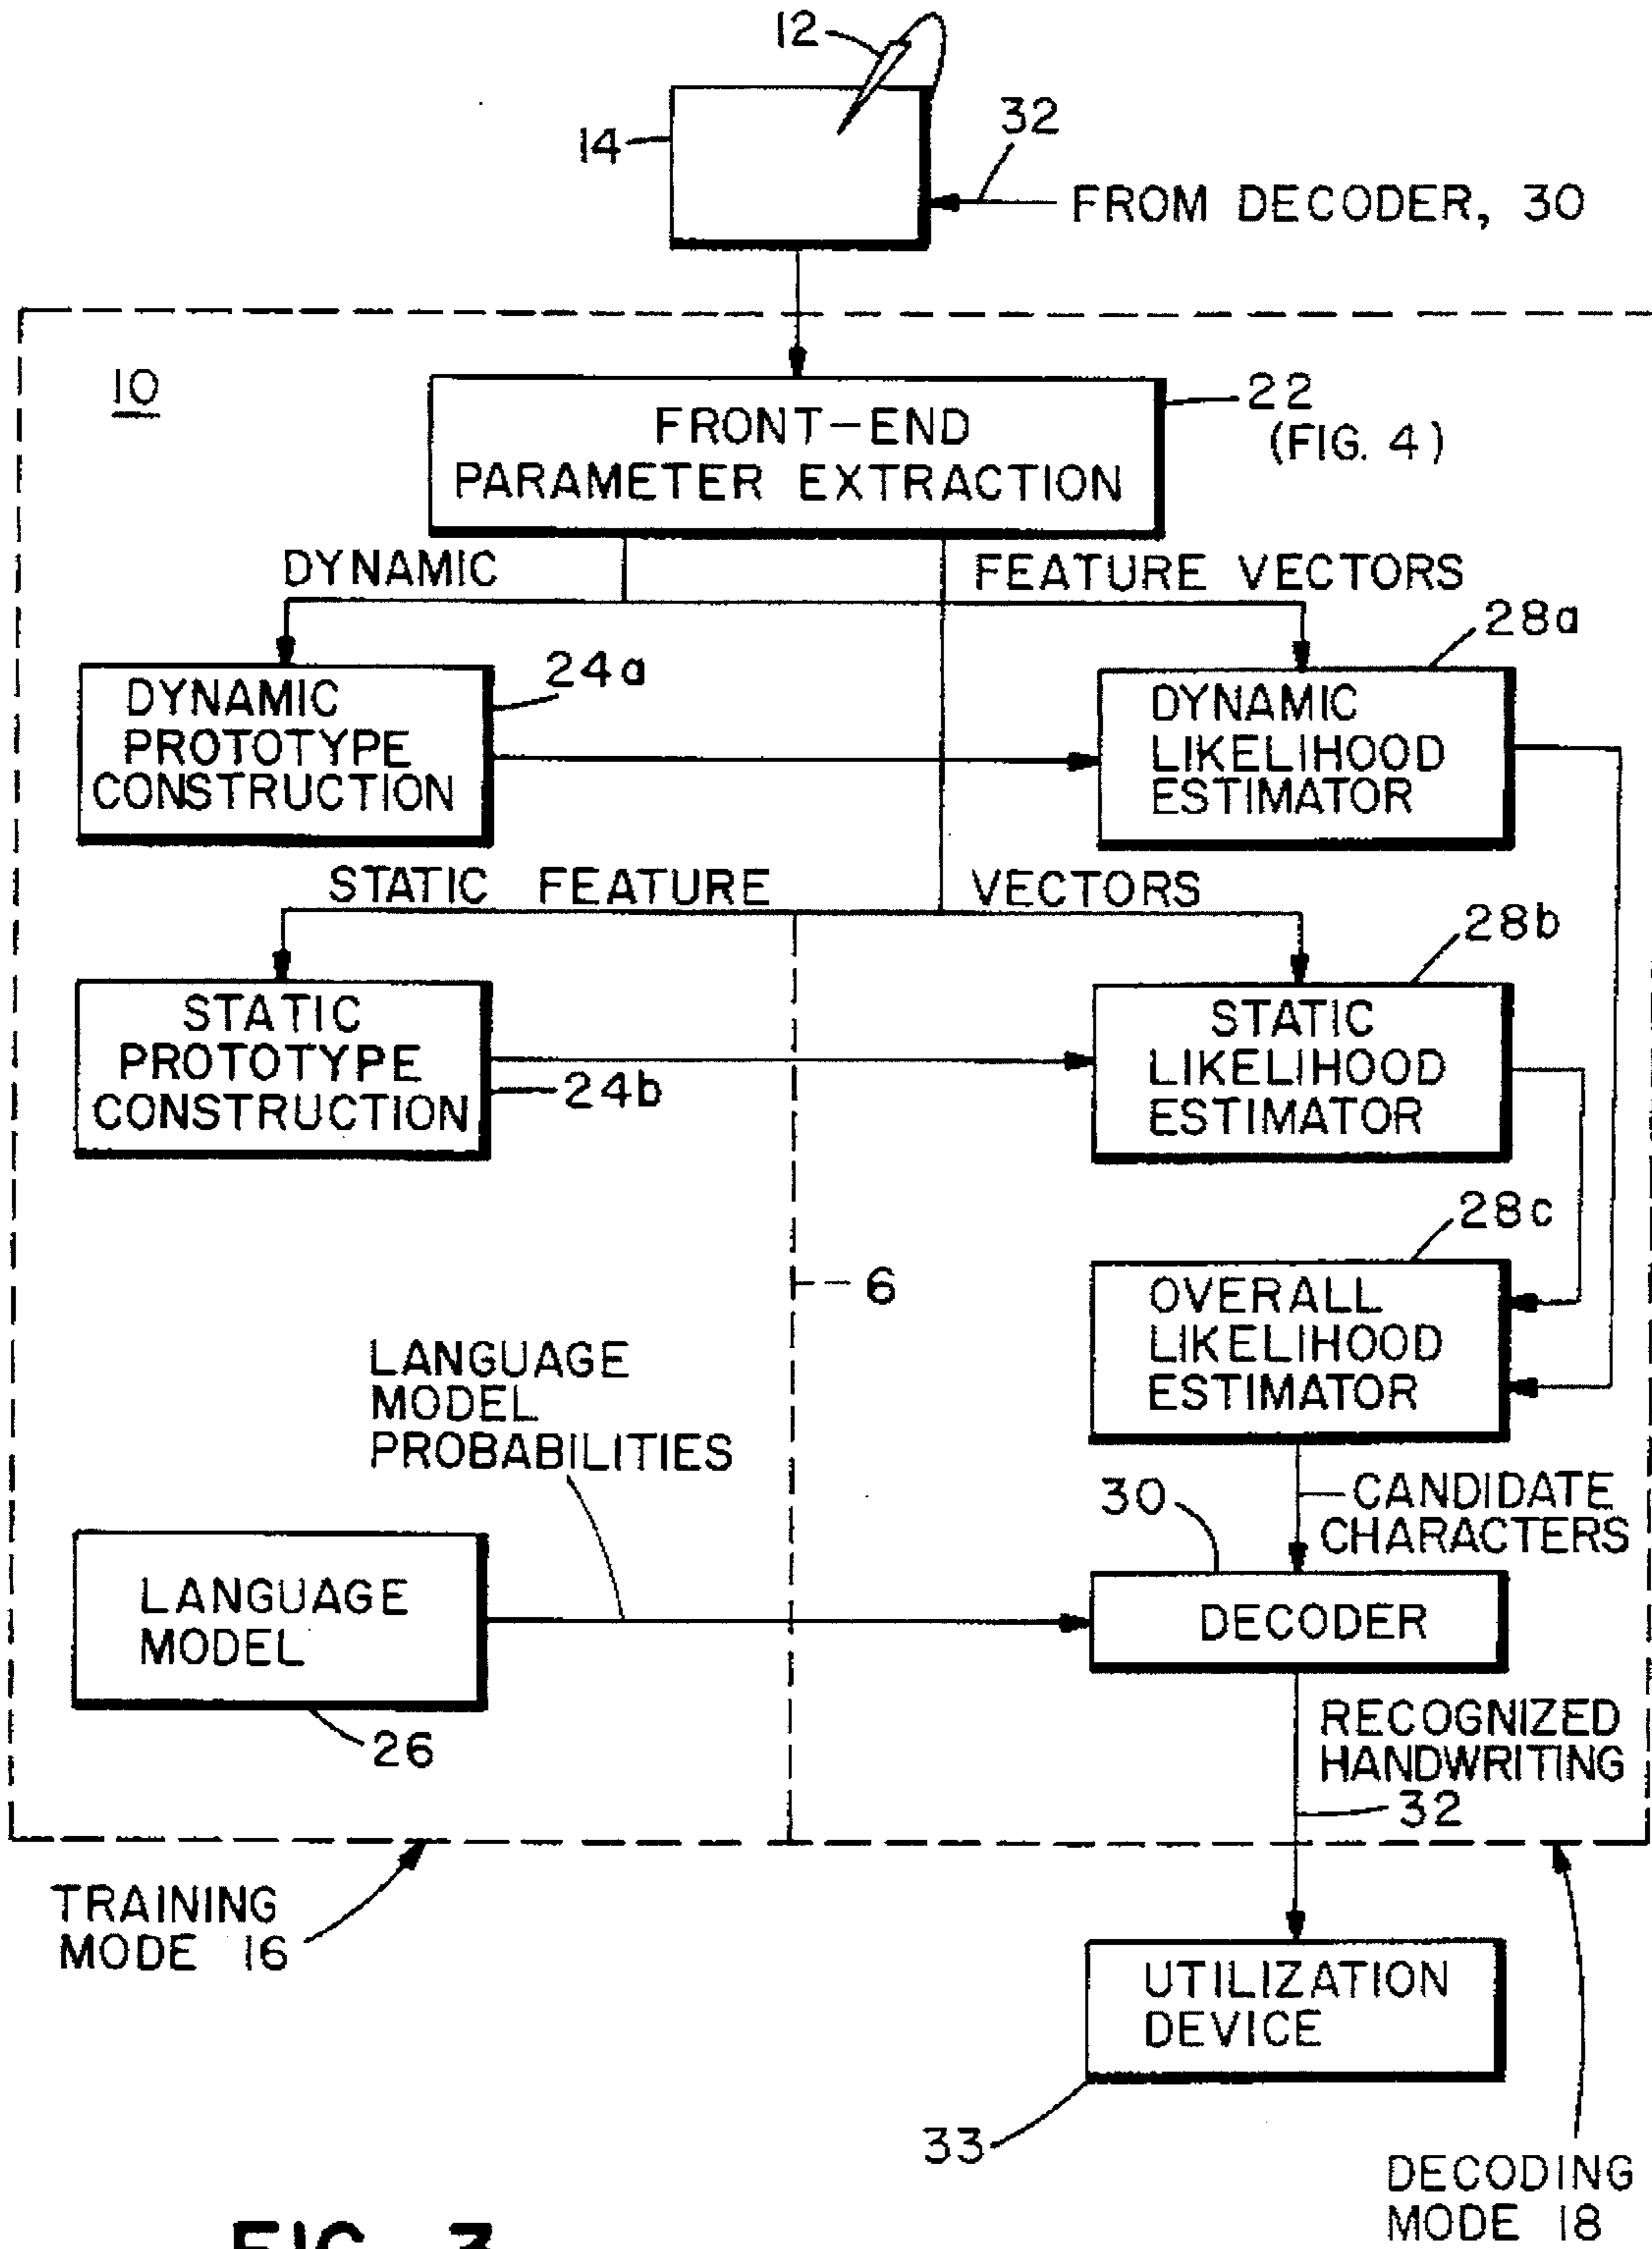 12
14
32
FROM DECODER, 30
10
FRONT-END
PARAMETER EXTRACTION
22
(FIG. 4)
DYNAMIC FEATURE VECTORS
24a
28a
DYNAMIC
PROTOTYPE
CONSTRUCTION
DYNAMIC
LIKELIHOOD
ESTIMATOR
STATIC FEATURE VECTORS
28b
STATIC
PROTOTYPE
CONSTRUCTION
24b
STATIC
LIKELIHOOD
ESTIMATOR
28c
6
OVERALL
LIKELIHOOD
ESTIMATOR
LANGUAGE
MODEL
PROBABILITIES
30
CANDIDATE
CHARACTERS
LANGUAGE
MODEL
26
DECODER
RECOGNIZED
HANDWRITING
32
TRAINING
MODE 16
UTILIZATION
DEVICE
33
DECODING
MODE 18
FIG. 3